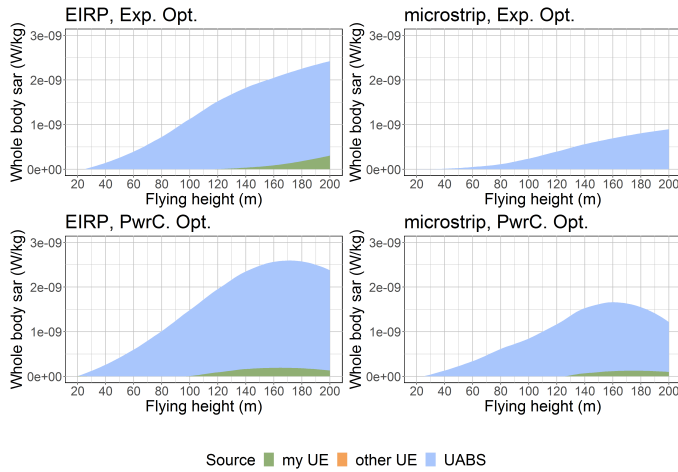 EIRP, Exp. Opt.
Whole body sar (W/kg)
3e-09
2e-09
1e-09
0e+00
20 40 60 80 100 120 140 160 180 200
Flying height (m)
microstrip, Exp. Opt.
Whole body sar (W/kg)
3e-09
2e-09
1e-09
0e+00
20 40 60 80 100 120 140 160 180 200
Flying height (m)
EIRP, PwrC. Opt.
Whole body sar (W/kg)
3e-09
2e-09
1e-09
0e+00
20 40 60 80 100 120 140 160 180 200
Flying height (m)
microstrip, PwrC. Opt.
Whole body sar (W/kg)
3e-09
2e-09
1e-09
0e+00
20 40 60 80 100 120 140 160 180 200
Flying height (m)
Source my UE other UE UABS